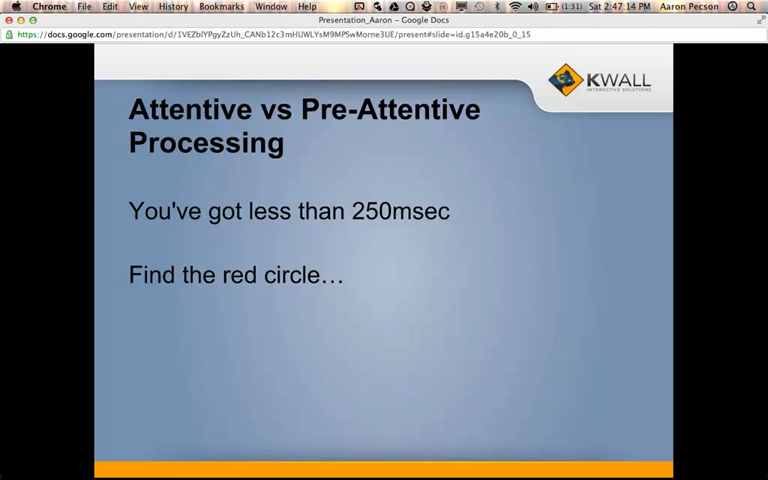 Chrome File Edit View History Bookmarks Window Help (1:31) Sat 2:47:14 PM Aaron Pecson
Presentation_Aaron – Google Docs
https://docs.google.com/presentation/d/1VEZblYPgyZzUh_CANb12c3mHUWLYsM9MPSwMorne3UE/present#slide=id.g15a4e20b_0_15
KWALL
INTERACTIVE SOLUTIONS
Attentive vs Pre-Attentive
Processing
You've got less than 250msec
Find the red circle…